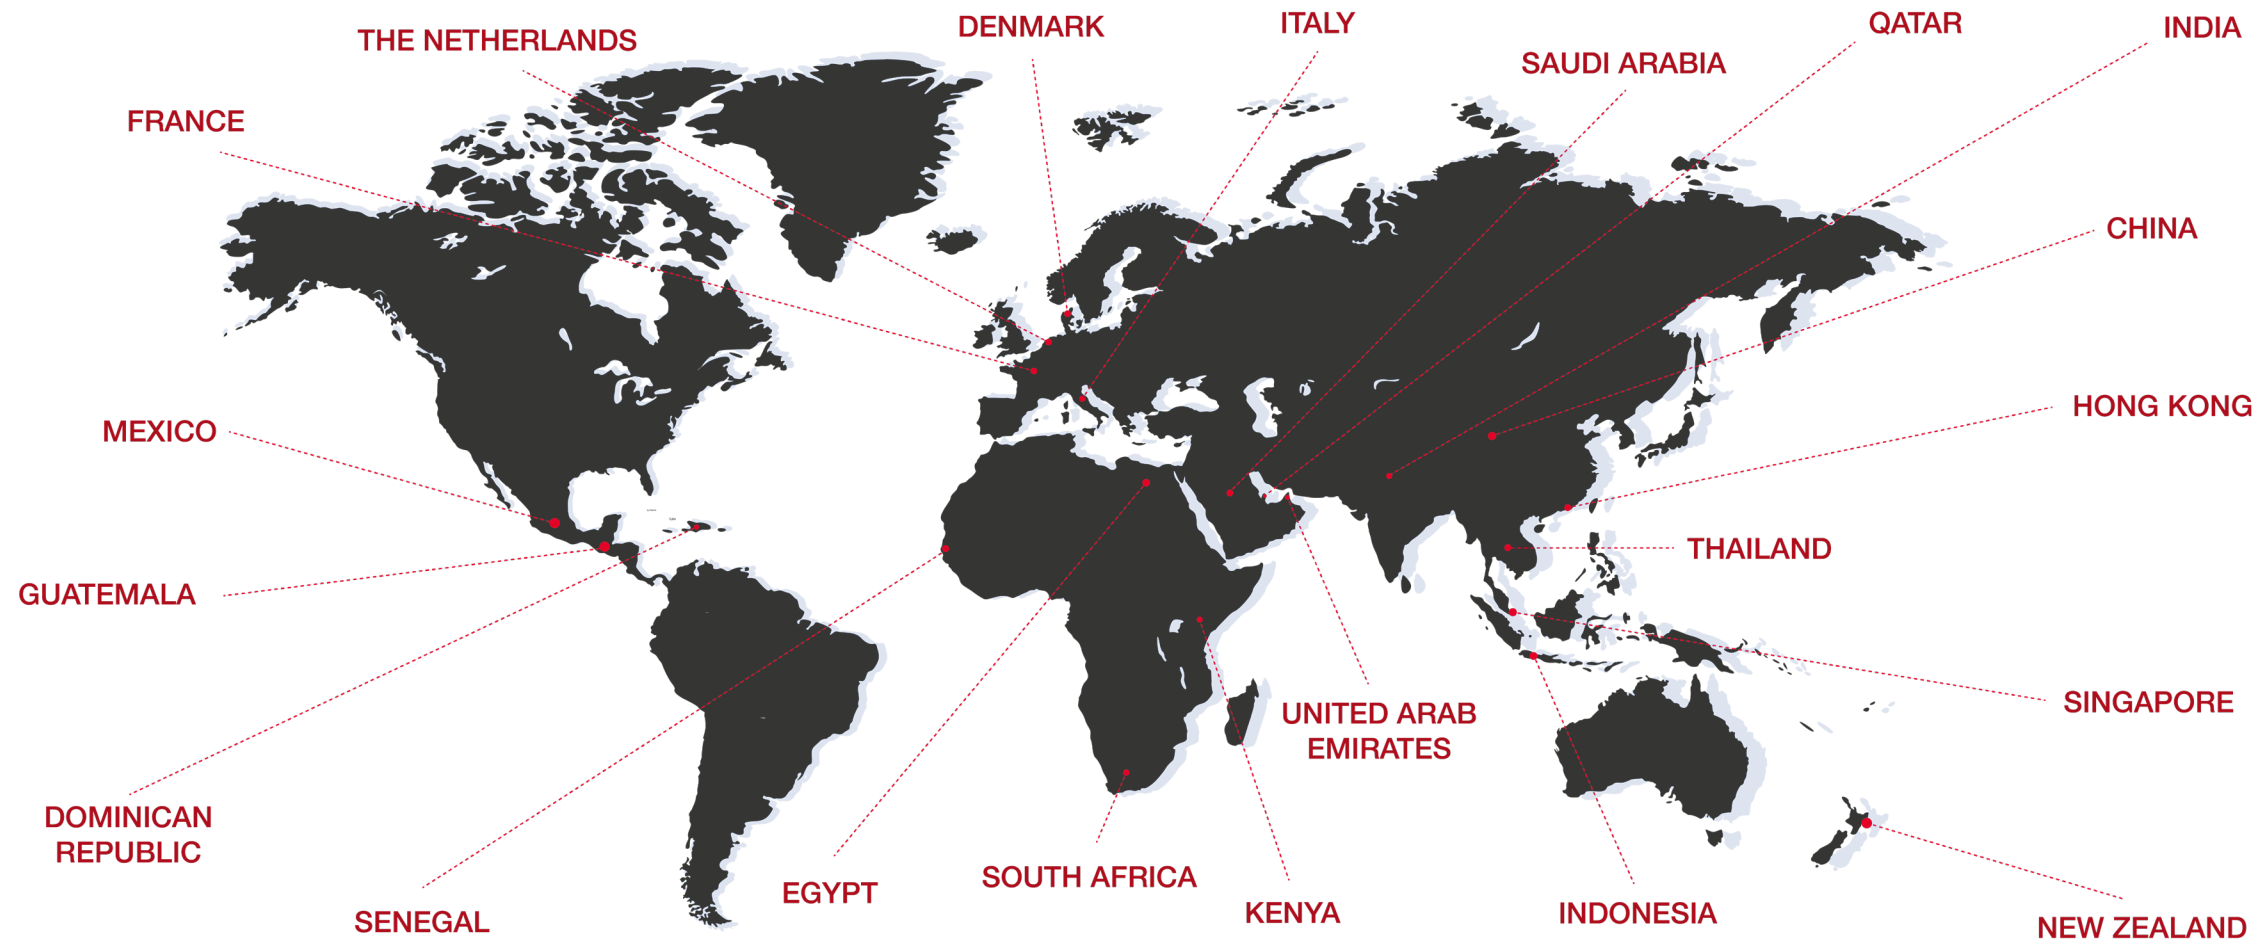 THE NETHERLANDS
DENMARK
ITALY
QATAR
INDIA
SAUDI ARABIA
FRANCE
CHINA
HONG KONG
MEXICO
THAILAND
GUATEMALA
SINGAPORE
UNITED ARAB
EMIRATES
DOMINICAN
REPUBLIC
SOUTH AFRICA
EGYPT
KENYA
INDONESIA
SENEGAL
NEW ZEALAND